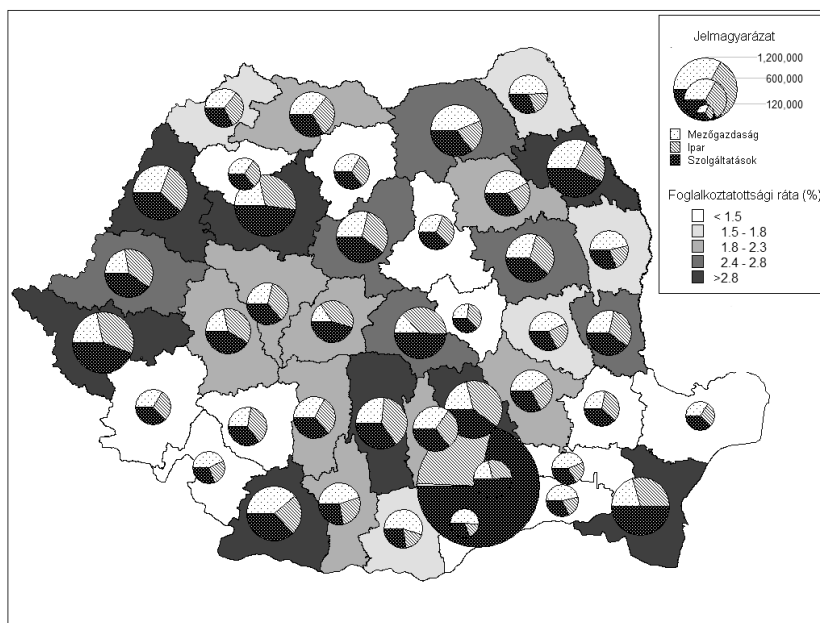 Jelmagyarázat
1,200,000
600,000
120,000
Mezőgazdaság
Ipar
Szolgáltatások
Foglalkoztatottsági ráta (%)
< 1.5
1.5 - 1.8
1.8 - 2.3
2.4 - 2.8
>2.8